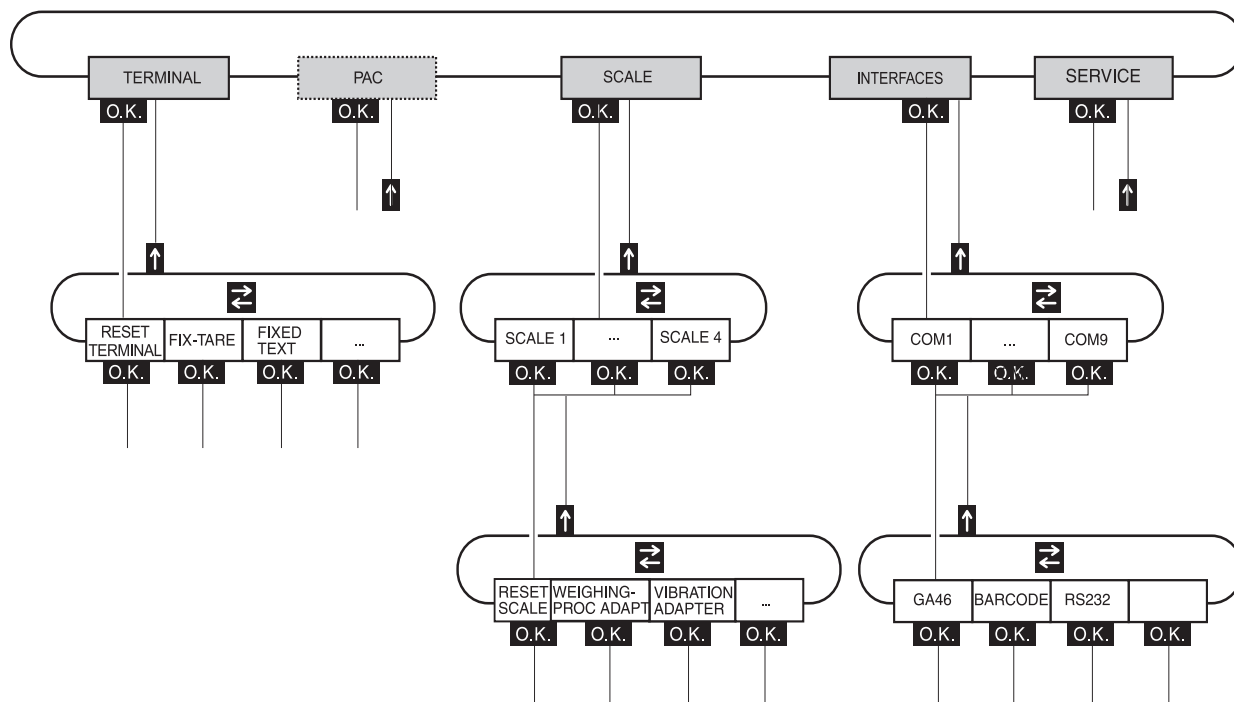 TERMINAL
PAC
SCALE
INTERFACES
SERVICE
O.K.
O.K.
O.K.
O.K.
O.K.
RESET
TERMINAL
FIX-TARE
FIXED
TEXT
...
SCALE 1
...
SCALE 4
COM1
...
COM9
O.K.
O.K.
O.K.
O.K.
O.K.
O.K.
O.K.
O.K.
O.K.
O.K.
RESET
SCALE
WEIGHING-
PROC ADAPT
VIBRATION
ADAPTER
...
GA46
BARCODE
RS232
O.K.
O.K.
O.K.
O.K.
O.K.
O.K.
O.K.
O.K.